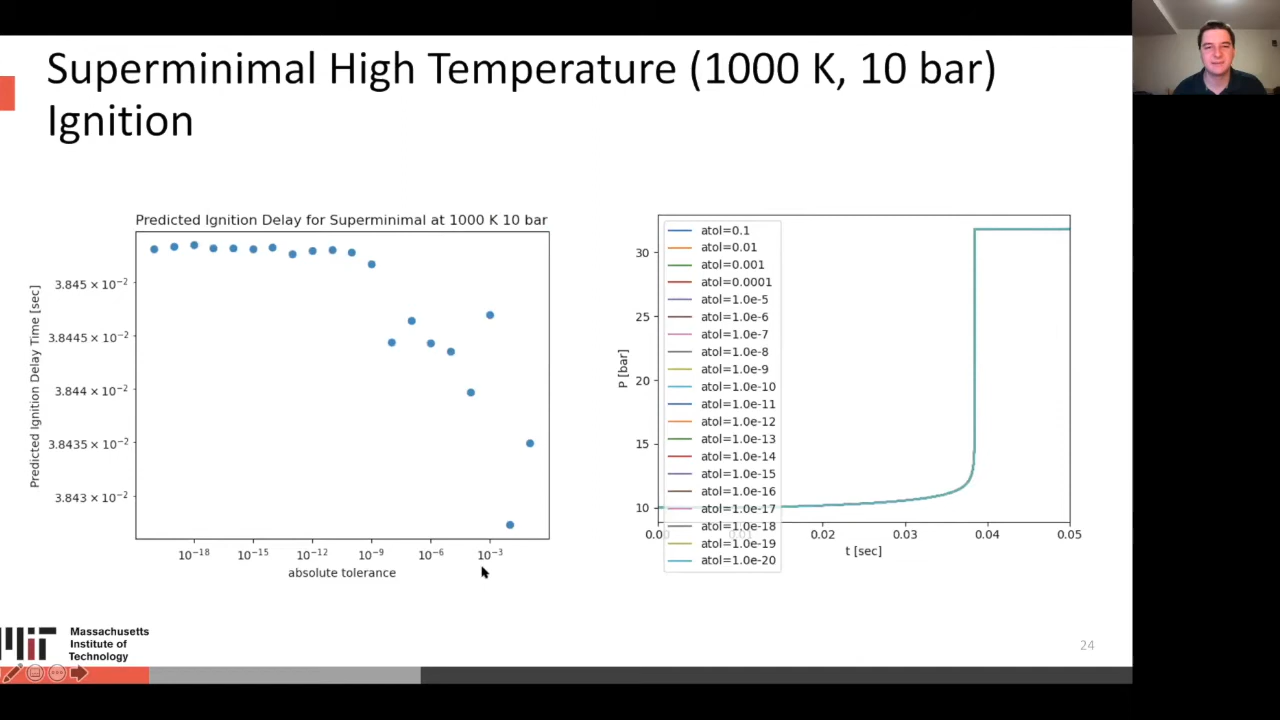 Superminimal High Temperature (1000 K, 10 bar)
Ignition
Predicted Ignition Delay for Superminimal at 1000 K 10 bar
Predicted Ignition Delay Time [sec]
3.845 × 10⁻²
3.8445 × 10⁻²
3.844 × 10⁻²
3.8435 × 10⁻²
3.843 × 10⁻²
10⁻¹⁸ 10⁻¹⁵ 10⁻¹² 10⁻⁹ 10⁻⁶ 10⁻³
absolute tolerance
P [bar]
30
25
20
15
10
atol=0.1
atol=0.01
atol=0.001
atol=0.0001
atol=1.0e-5
atol=1.0e-6
atol=1.0e-7
atol=1.0e-8
atol=1.0e-9
atol=1.0e-10
atol=1.0e-11
atol=1.0e-12
atol=1.0e-13
atol=1.0e-14
atol=1.0e-15
atol=1.0e-16
atol=1.0e-17
atol=1.0e-18
atol=1.0e-19
atol=1.0e-20
0.00 0.01 0.02 0.03 0.04 0.05
t [sec]
MIT
Massachusetts
Institute of
Technology
24